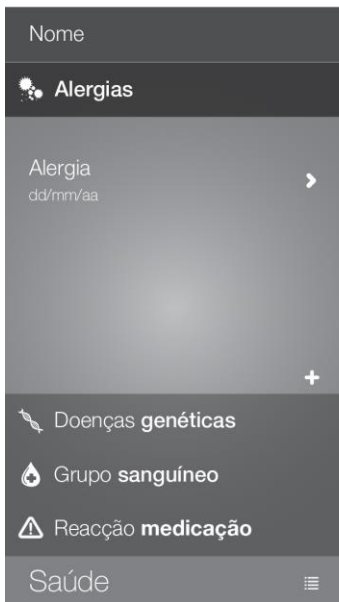 Nome
Alergias
Alergia
dd/mm/aa
Doenças genéticas
Grupo sanguíneo
Reacção medicação
Saúde